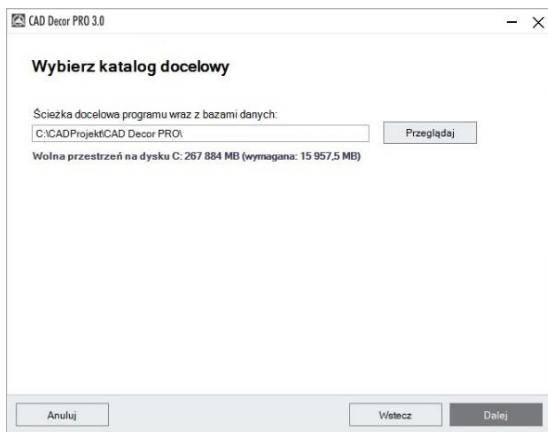 CAD Decor PRO 3.0
Wybierz katalog docelowy
Ścieżka docelowa programu wraz z bazami danych:
C:\CADProjekt\CAD Decor PRO\
Przeglądaj
Wolna przestrzeń na dysku C: 267 884 MB (wymagana: 15 957,5 MB)
Anuluj
Wstecz
Dalej